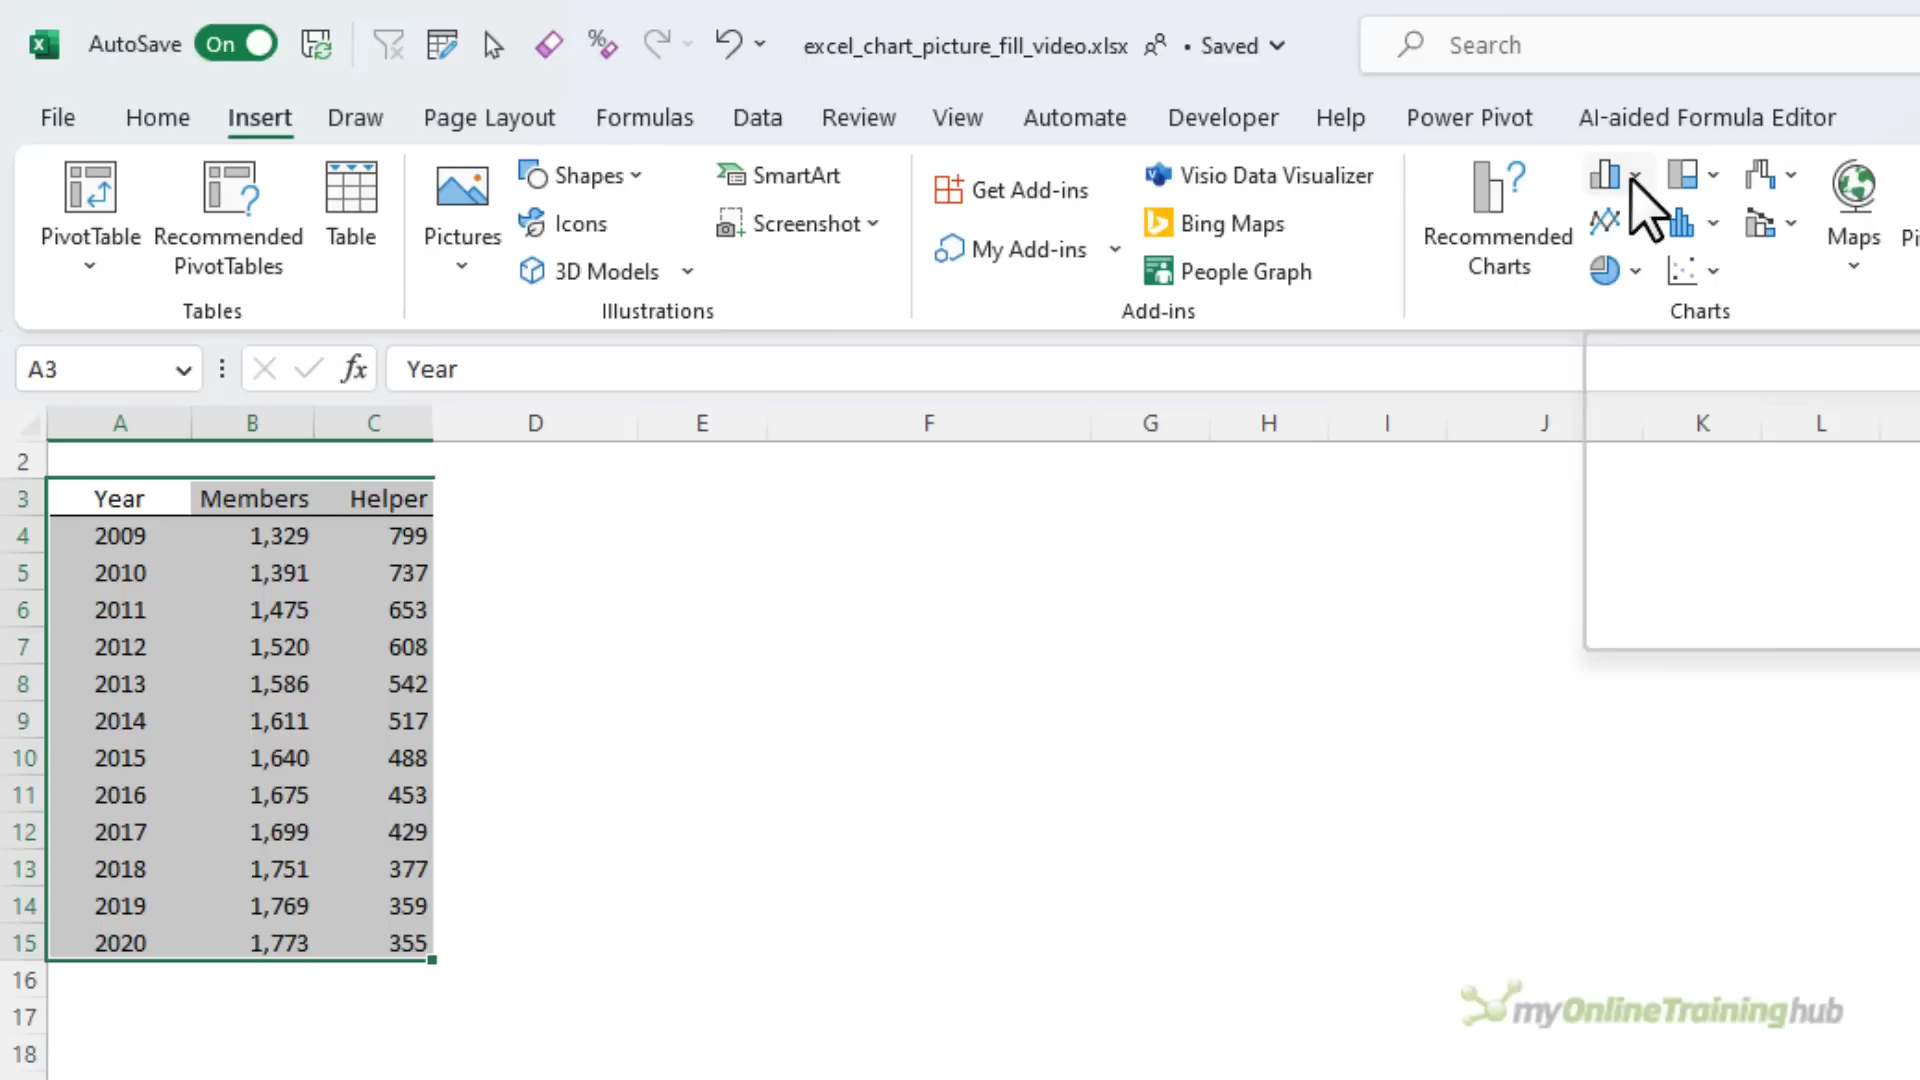 AutoSave On excel_chart_picture_fill_video.xlsx • Saved Search
File Home Insert Draw Page Layout Formulas Data Review View Automate Developer Help Power Pivot AI-aided Formula Editor
PivotTable
Recommended
PivotTables
Table
Tables
Pictures
Shapes
Icons
3D Models
SmartArt
Screenshot
Illustrations
Get Add-ins
My Add-ins
Visio Data Visualizer
Bing Maps
People Graph
Add-ins
Recommended
Charts
Maps
Charts
A3 fx Year
A B C D E F G H I J K L
2
3 Year Members Helper
4 2009 1,329 799
5 2010 1,391 737
6 2011 1,475 653
7 2012 1,520 608
8 2013 1,586 542
9 2014 1,611 517
10 2015 1,640 488
11 2016 1,675 453
12 2017 1,699 429
13 2018 1,751 377
14 2019 1,769 359
15 2020 1,773 355
16
17
18
myOnlineTraininghub